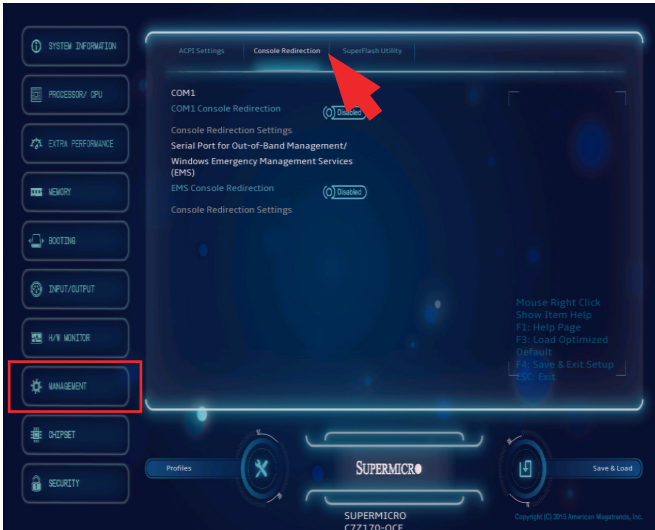 SYSTEM INFORMATION
PROCESSOR/ CPU
EXTRA PERFORMANCE
MEMORY
BOOTING
INPUT/OUTPUT
H/W MONITOR
MANAGEMENT
CHIPSET
SECURITY
ACPI Settings
Console Redirection
SuperFlash Utility
COM1
COM1 Console Redirection
Disabled
Console Redirection Settings
Serial Port for Out-of-Band Management/
Windows Emergency Management Services
(EMS)
EMS Console Redirection
Disabled
Console Redirection Settings
Mouse Right Click
Show Item Help
F1: Help Page
F3: Load Optimized
Default
F4: Save & Exit Setup
ESC: Exit
Profiles
SUPERMICRO
Save & Load
SUPERMICRO
C7Z170-OCE
Copyright (C) 2015 American Megatrends, Inc.